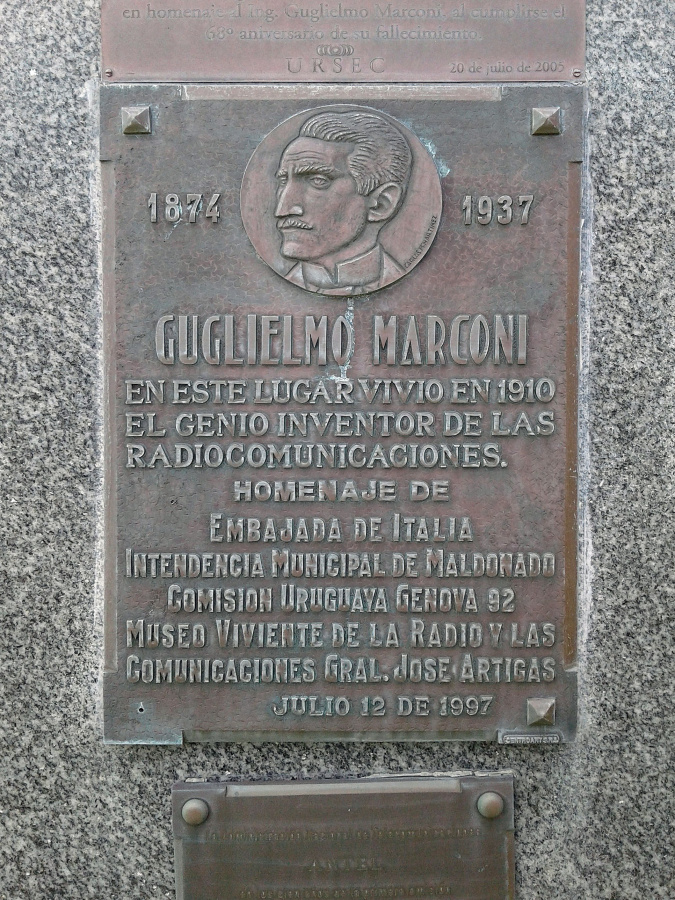 en homenaje al ing. Guglielmo Marconi, al cumplirse el
68º aniversario de su fallecimiento.
URSEC
20 de julio de 2005
1874
1937
GUGLIELMO MARCONI
EN ESTE LUGAR VIVIO EN 1910
EL GENIO INVENTOR DE LAS
RADIOCOMUNICACIONES.
HOMENAJE DE
EMBAJADA DE ITALIA
INTENDENCIA MUNICIPAL DE MALDONADO
COMISION URUGUAYA GENOVA 92
MUSEO VIVIENTE DE LA RADIO Y LAS
COMUNICACIONES GRAL. JOSE ARTIGAS
JULIO 12 DE 1997
ANTEL